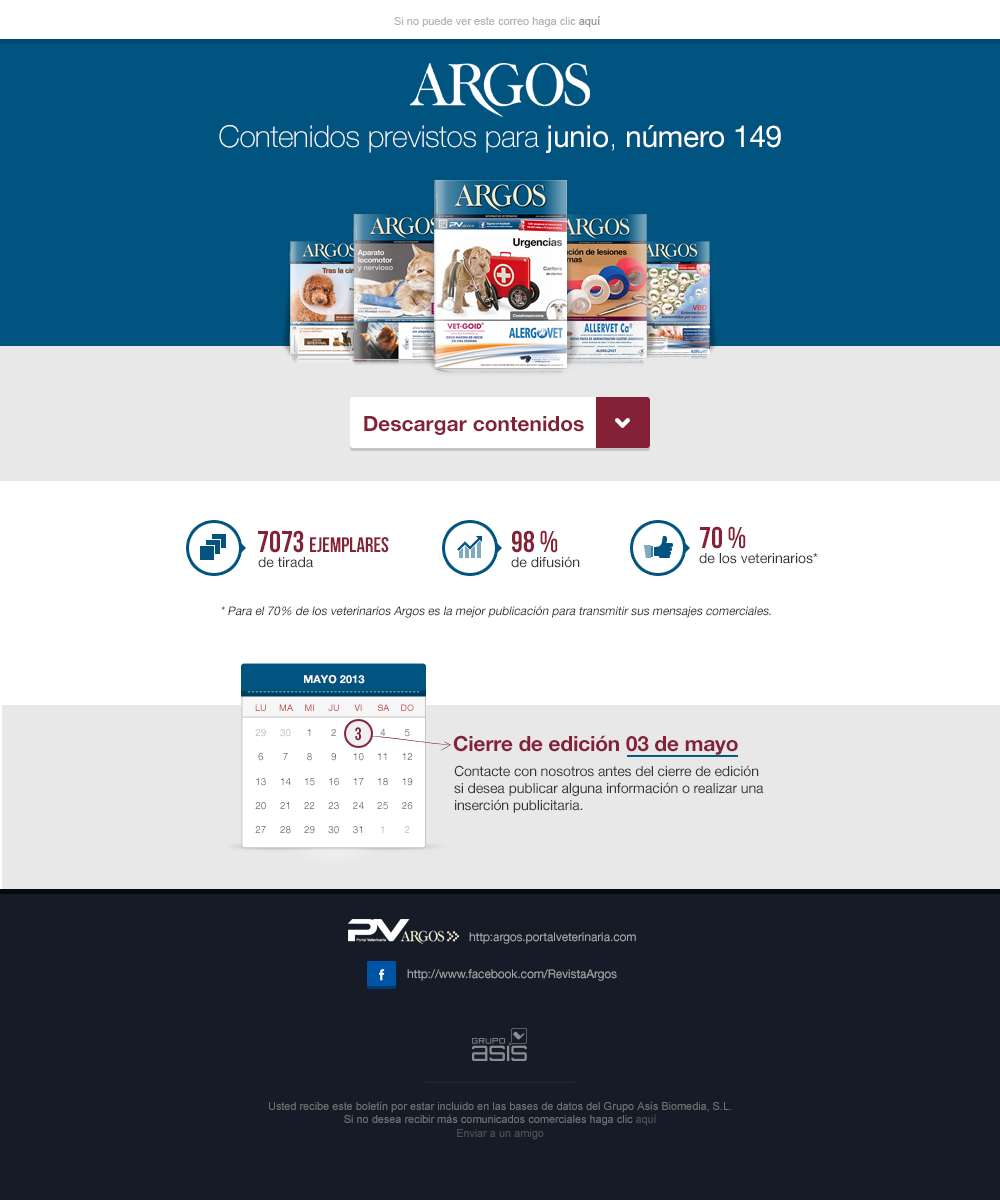 Si no puede ver este correo haga clic aquí
ARGOS
Contenidos previstos para junio, número 149
ARGOS
ARGOS
ARGOS
ARGOS
ARGOS
Tras la
Aparato
locomotor
y nervioso
Urgencias
Cartera
VET-GOID®
ALERGOVET
de lesiones
ALLERVET Ca®
ALERGOVET
Descargar contenidos
7073 EJEMPLARES
de tirada
98 %
de difusión
70 %
de los veterinarios*
* Para el 70% de los veterinarios Argos es la mejor publicación para transmitir sus mensajes comerciales.
MAYO 2013
LU MA MI JU VI SA DO
29 30 1 2 3 4 5
6 7 8 9 10 11 12
13 14 15 16 17 18 19
20 21 22 23 24 25 26
27 28 29 30 31 1 2
Cierre de edición 03 de mayo
Contacte con nosotros antes del cierre de edición
si desea publicar alguna información o realizar una
inserción publicitaria.
PV ARGOS http:argos.portalveterinaria.com
Portal Veterinaria
f http://www.facebook.com/RevistaArgos
GRUPO
asis
Usted recibe este boletín por estar incluido en las bases de datos del Grupo Asís Biomedia, S.L.
Si no desea recibir más comunicados comerciales haga clic aquí
Enviar a un amigo